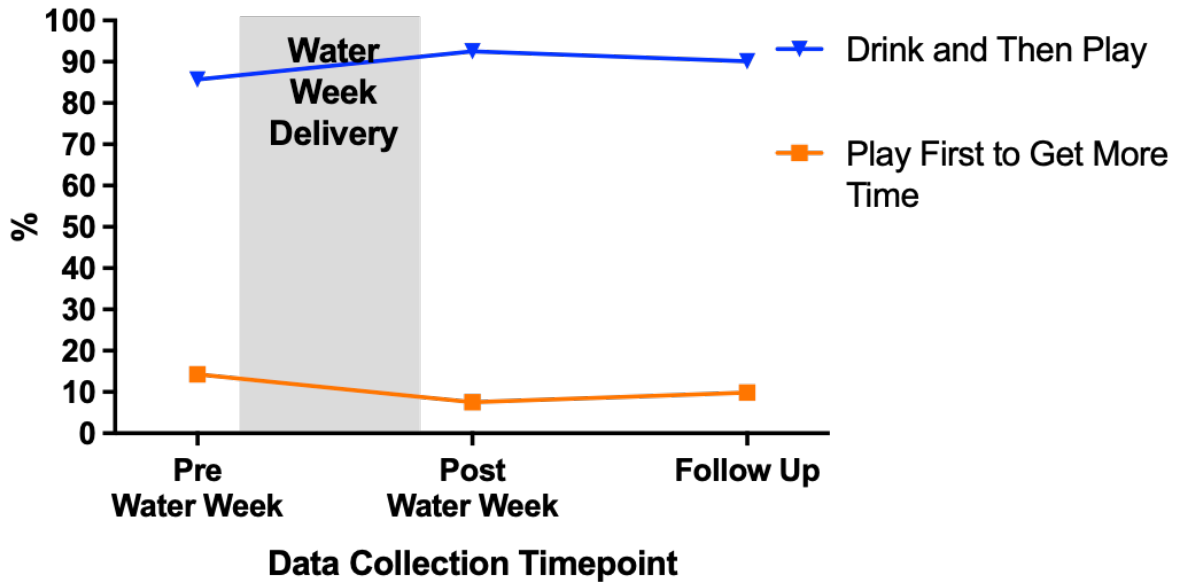 100
90
80
70
60
50
40
30
20
10
0
%
Water
Week
Delivery
Drink and Then Play
Play First to Get More
Time
Pre
Water Week
Post
Water Week
Follow Up
Data Collection Timepoint